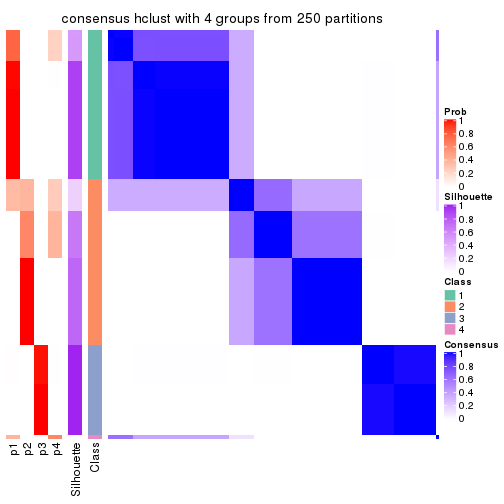 consensus hclust with 4 groups from 250 partitions
Prob
1
0.8
0.6
0.4
0.2
0
Silhouette
1
0.8
0.6
0.4
0.2
0
Class
1
2
3
4
Consensus
1
0.8
0.6
0.4
0.2
0
p1
p2
p3
p4
Silhouette
Class